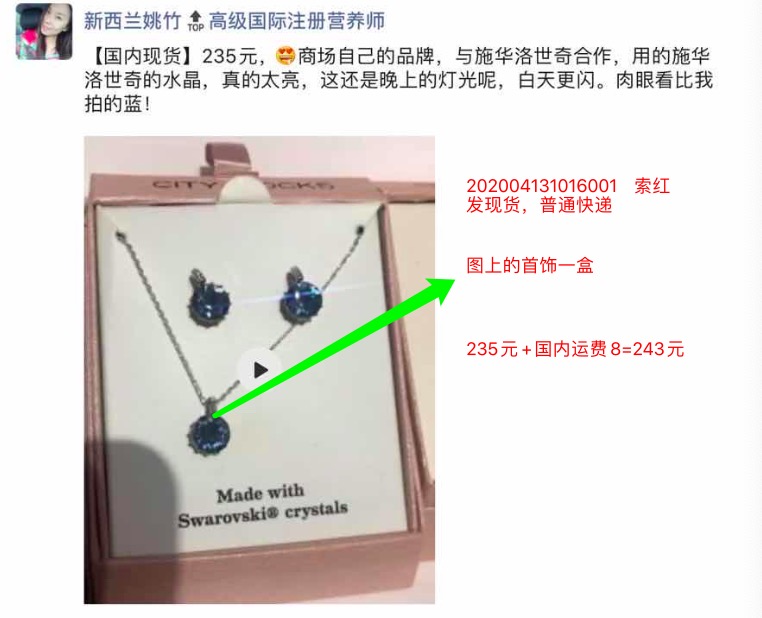 新西兰姚竹TOP高级国际注册营养师
【国内现货】235元，😍商场自己的品牌，与施华洛世奇合作，用的施华
洛世奇的水晶，真的太亮，这还是晚上的灯光呢，白天更闪。肉眼看比我
拍的蓝！
CITY ROCKS
202004131016001 索红
发现货，普通快递
图上的首饰一盒
235元+国内运费8=243元
Made with
Swarovski® crystals